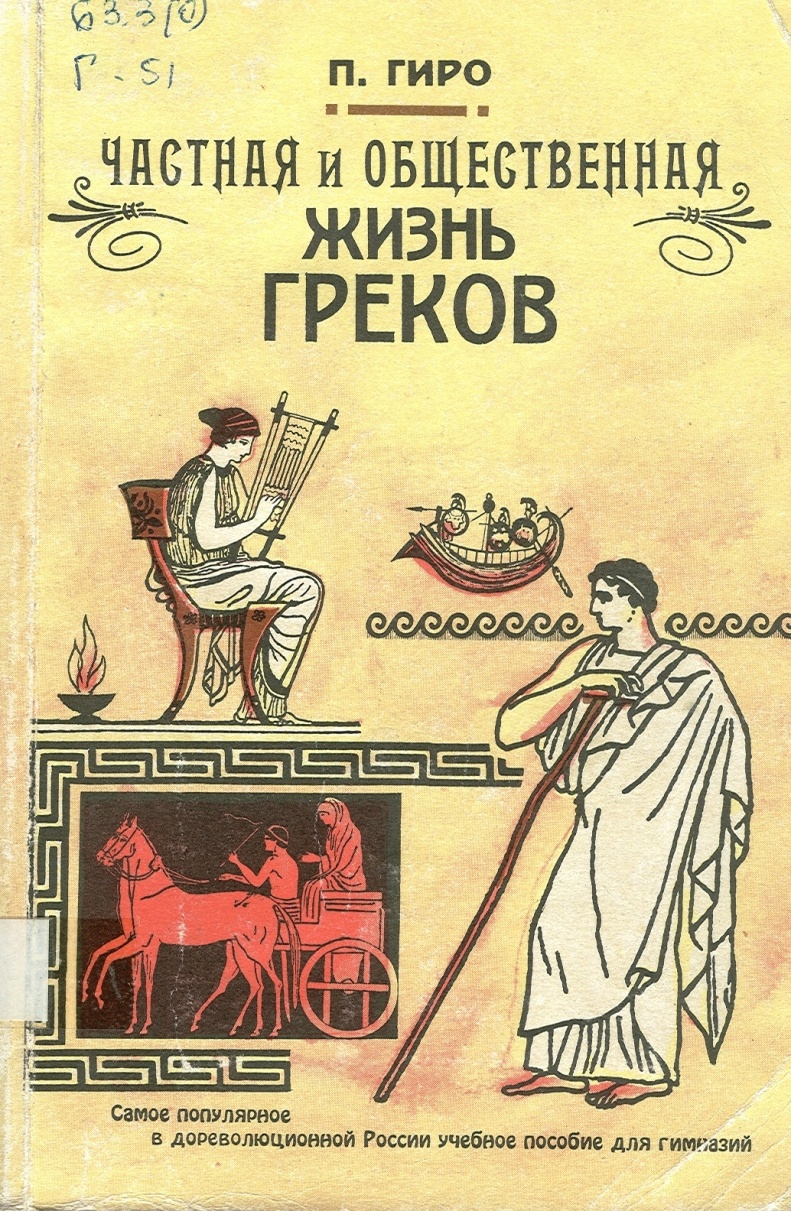 63.3(0)
Г-51
П. ГИРО
ЧАСТНАЯ и ОБЩЕСТВЕННАЯ
ЖИЗНЬ
ГРЕКОВ
Самое популярное
в дореволюционной России учебное пособие для гимназий